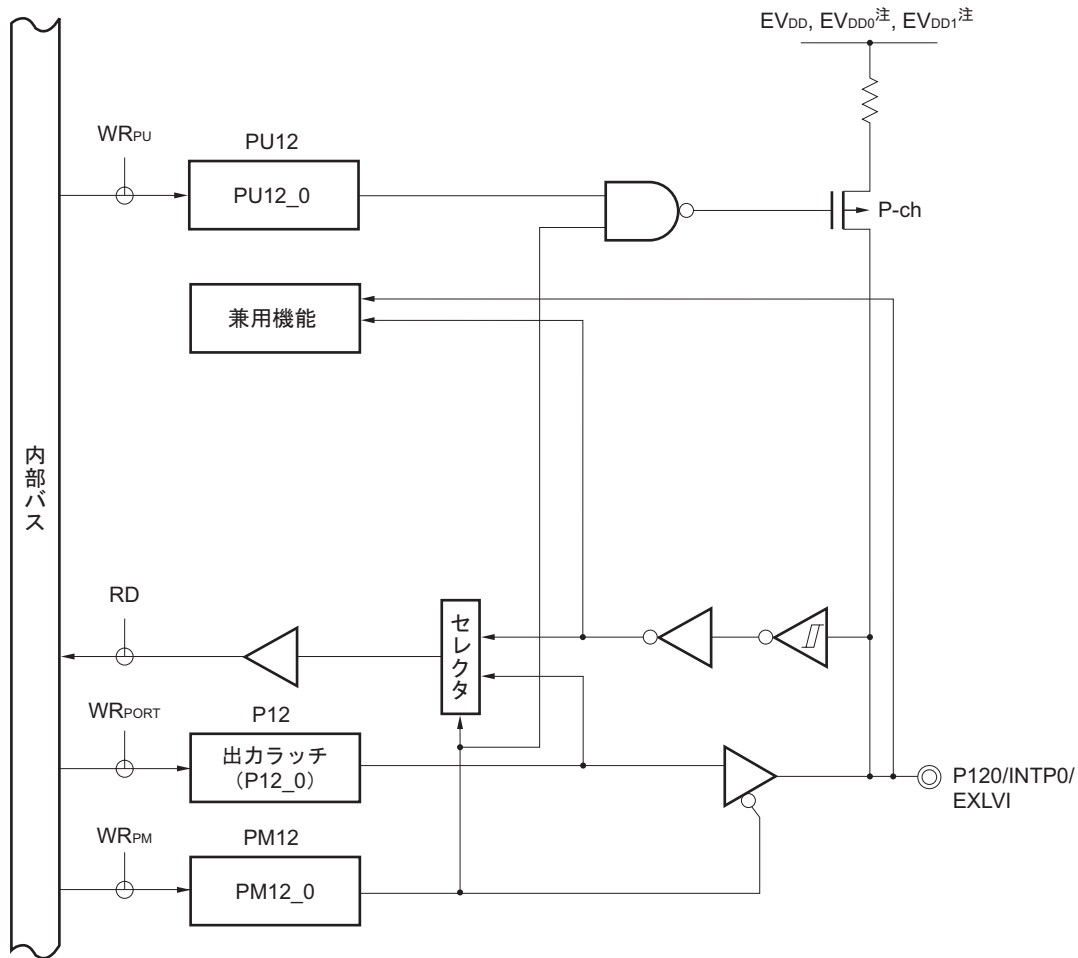 EVDD, EVDD0注, EVDD1注
WRPU
PU12
PU12_0
P-ch
兼用機能
内部バス
RD
セレクタ
WRPORT
P12
出力ラッチ
（P12_0）
P120/INTP0/
EXLVI
WRPM
PM12
PM12_0